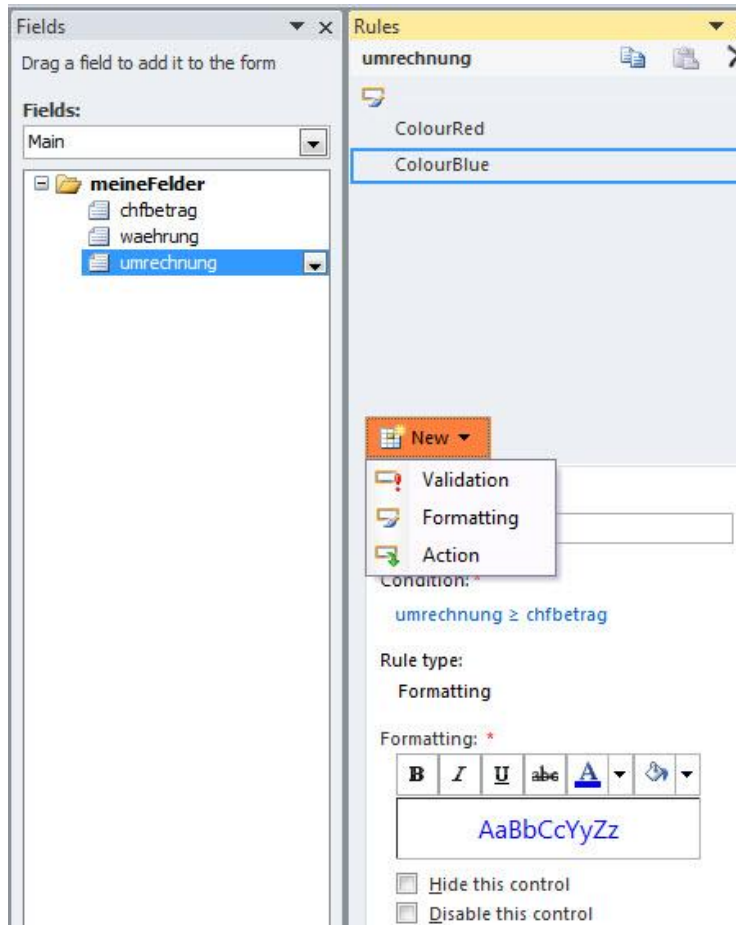 Fields
Drag a field to add it to the form
Fields:
Main
meineFelder
chfbetrag
waehrung
umrechnung
Rules
umrechnung
ColourRed
ColourBlue
New
Validation
Formatting
Action
Condition: *
umrechnung ≥ chfbetrag
Rule type:
Formatting
Formatting: *
B I U abc A
AaBbCcYyZz
Hide this control
Disable this control